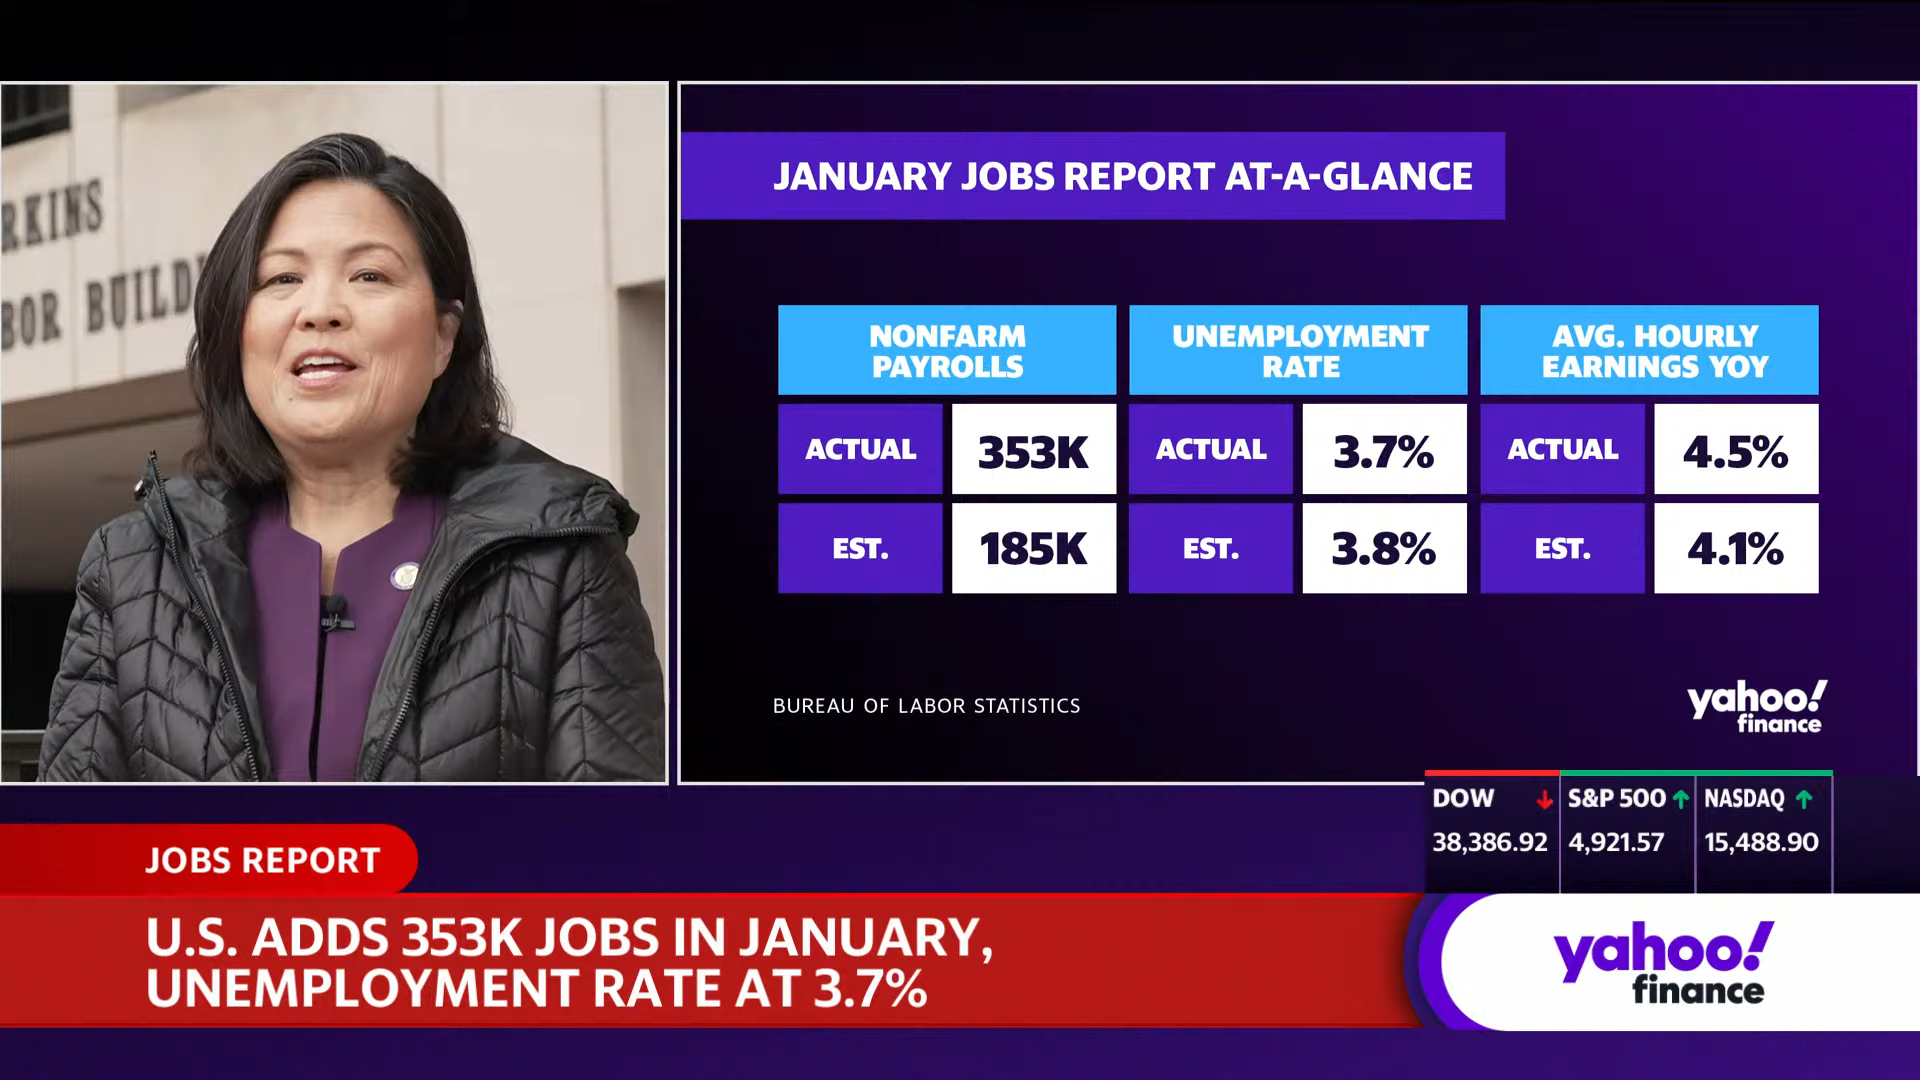 RKINS
BOR BUILD
JANUARY JOBS REPORT AT-A-GLANCE
NONFARM
PAYROLLS
UNEMPLOYMENT
RATE
AVG. HOURLY
EARNINGS YOY
ACTUAL
353K
ACTUAL
3.7%
ACTUAL
4.5%
EST.
185K
EST.
3.8%
EST.
4.1%
BUREAU OF LABOR STATISTICS
yahoo!
finance
DOW
S&P 500
NASDAQ
38,386.92
4,921.57
15,488.90
JOBS REPORT
U.S. ADDS 353K JOBS IN JANUARY,
UNEMPLOYMENT RATE AT 3.7%
yahoo!
finance